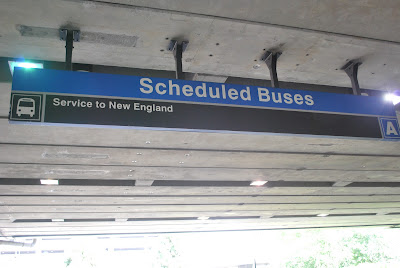 Scheduled Buses
Service to New England
A